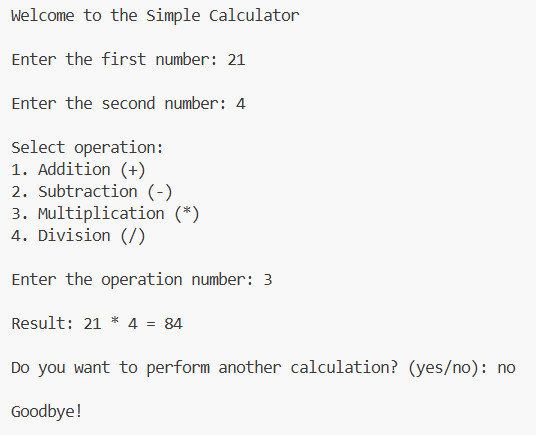 Welcome to the Simple Calculator
Enter the first number: 21
Enter the second number: 4
Select operation:
1. Addition (+)
2. Subtraction (-)
3. Multiplication (*)
4. Division (/)
Enter the operation number: 3
Result: 21 * 4 = 84
Do you want to perform another calculation? (yes/no): no
Goodbye!